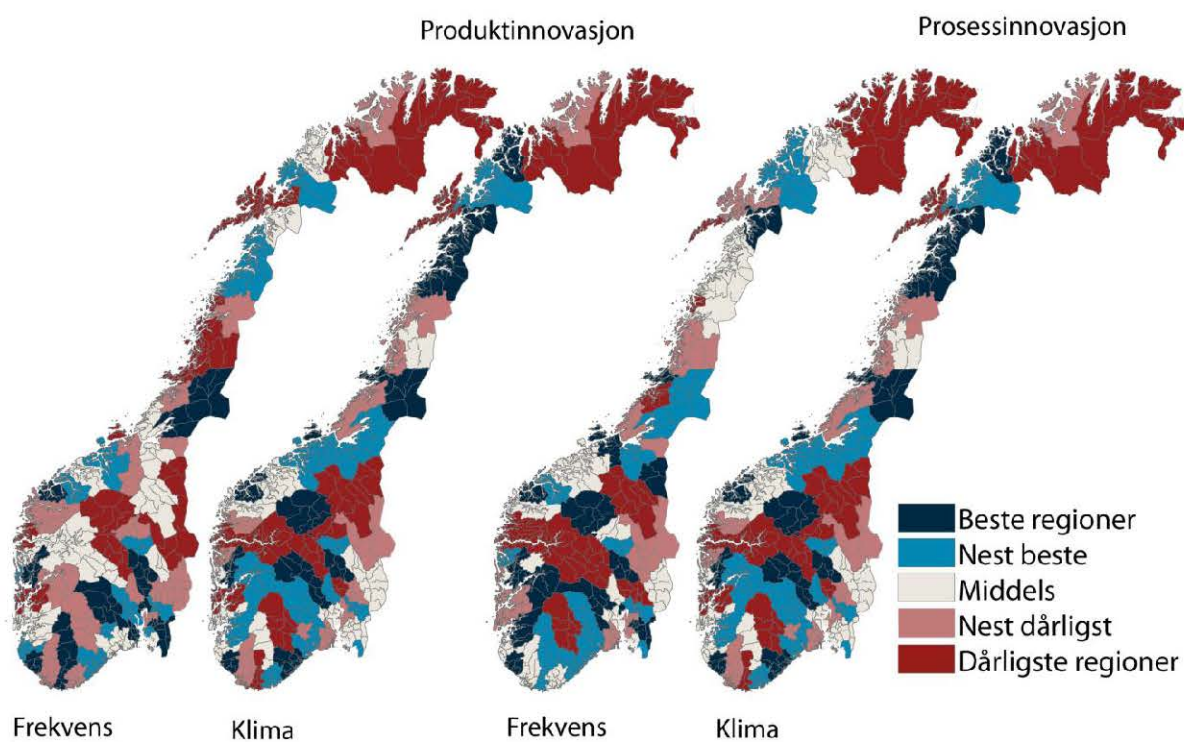 Produktinnovasjon
Prosessinnovasjon
Beste regioner
Nest beste
Middels
Nest dårligst
Dårligste regioner
Frekvens
Klima
Frekvens
Klima